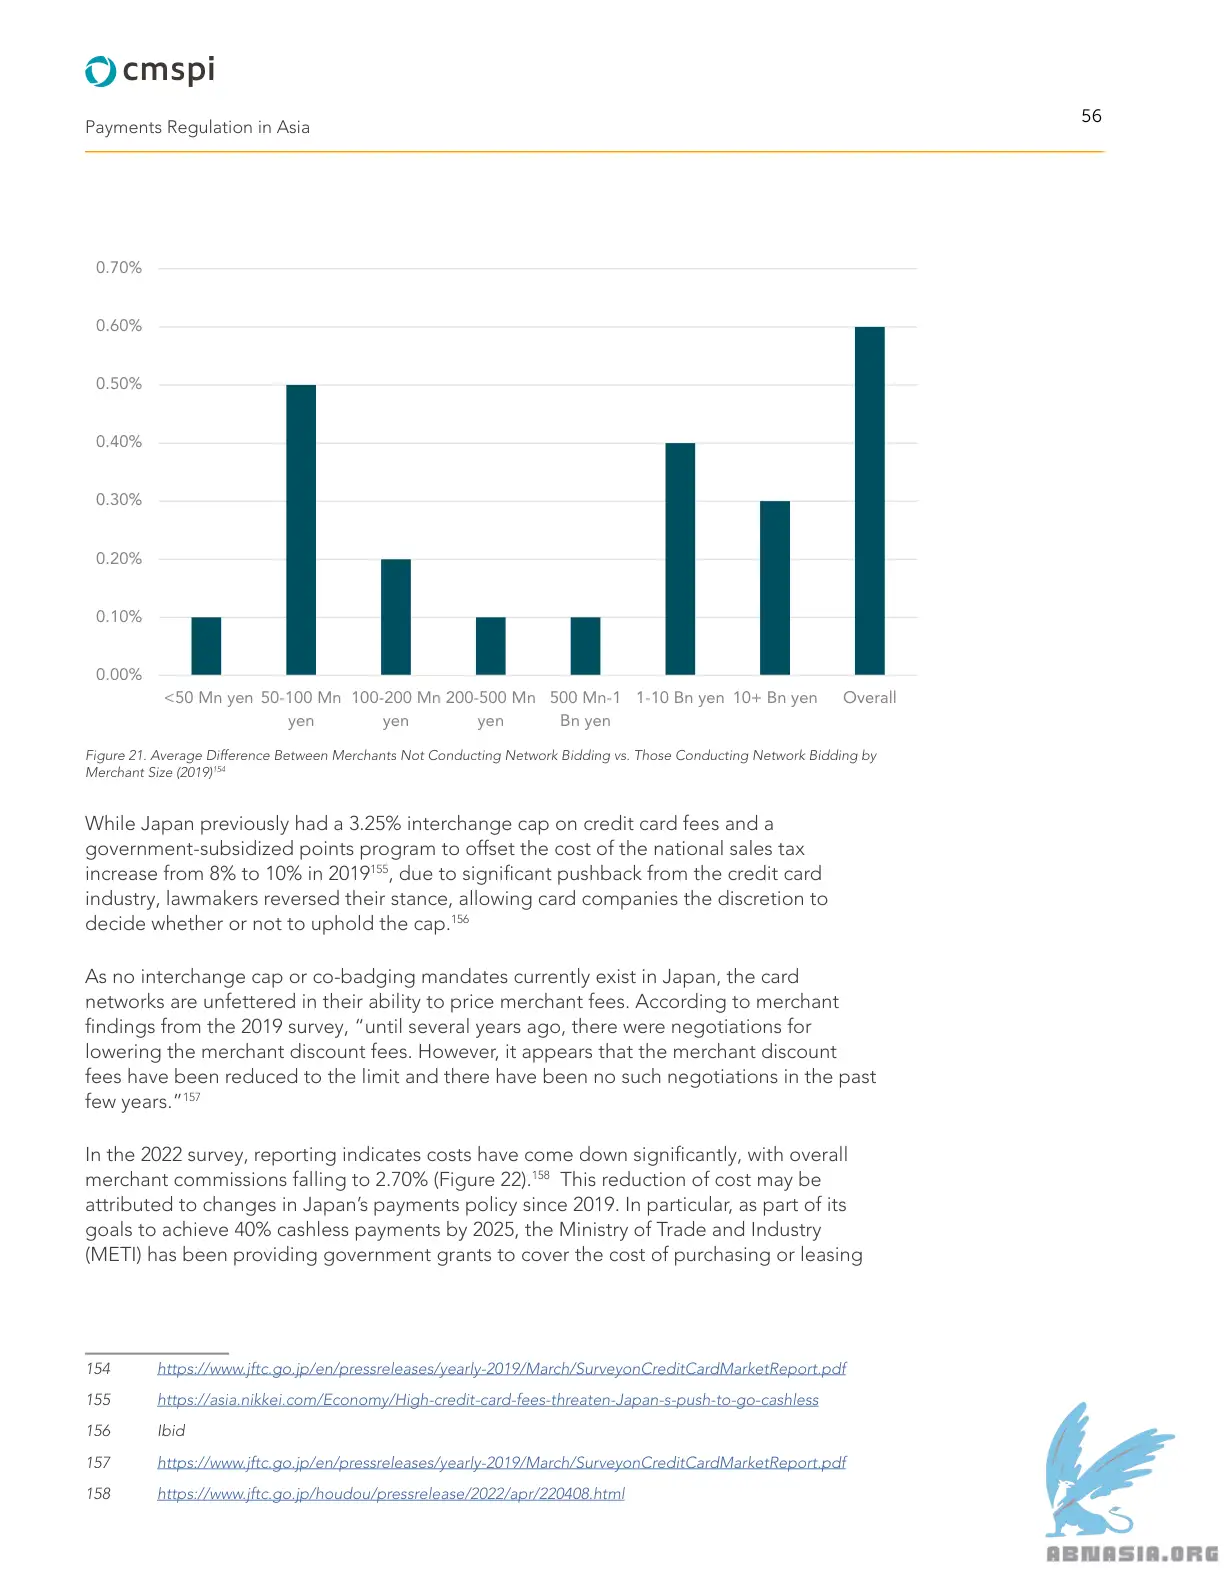 cmspi
56
Payments Regulation in Asia
0.70%
0.60%
0.50%
0.40%
0.30%
0.20%
0.10%
0.00%
<50 Mn yen 50-100 Mn 100-200 Mn 200-500 Mn 500 Mn-1 1-10 Bn yen 10+ Bn yen Overall
yen yen yen Bn yen
Figure 21. Average Difference Between Merchants Not Conducting Network Bidding vs. Those Conducting Network Bidding by
Merchant Size (2019)154
While Japan previously had a 3.25% interchange cap on credit card fees and a
government-subsidized points program to offset the cost of the national sales tax
increase from 8% to 10% in 2019155, due to significant pushback from the credit card
industry, lawmakers reversed their stance, allowing card companies the discretion to
decide whether or not to uphold the cap.156
As no interchange cap or co-badging mandates currently exist in Japan, the card
networks are unfettered in their ability to price merchant fees. According to merchant
findings from the 2019 survey, “until several years ago, there were negotiations for
lowering the merchant discount fees. However, it appears that the merchant discount
fees have been reduced to the limit and there have been no such negotiations in the past
few years.”157
In the 2022 survey, reporting indicates costs have come down significantly, with overall
merchant commissions falling to 2.70% (Figure 22).158 This reduction of cost may be
attributed to changes in Japan’s payments policy since 2019. In particular, as part of its
goals to achieve 40% cashless payments by 2025, the Ministry of Trade and Industry
(METI) has been providing government grants to cover the cost of purchasing or leasing
154 https://www.jftc.go.jp/en/pressreleases/yearly-2019/March/SurveyonCreditCardMarketReport.pdf
155 https://asia.nikkei.com/Economy/High-credit-card-fees-threaten-Japan-s-push-to-go-cashless
156 Ibid
157 https://www.jftc.go.jp/en/pressreleases/yearly-2019/March/SurveyonCreditCardMarketReport.pdf
158 https://www.jftc.go.jp/houdou/pressrelease/2022/apr/220408.html
ABNASIA.ORG